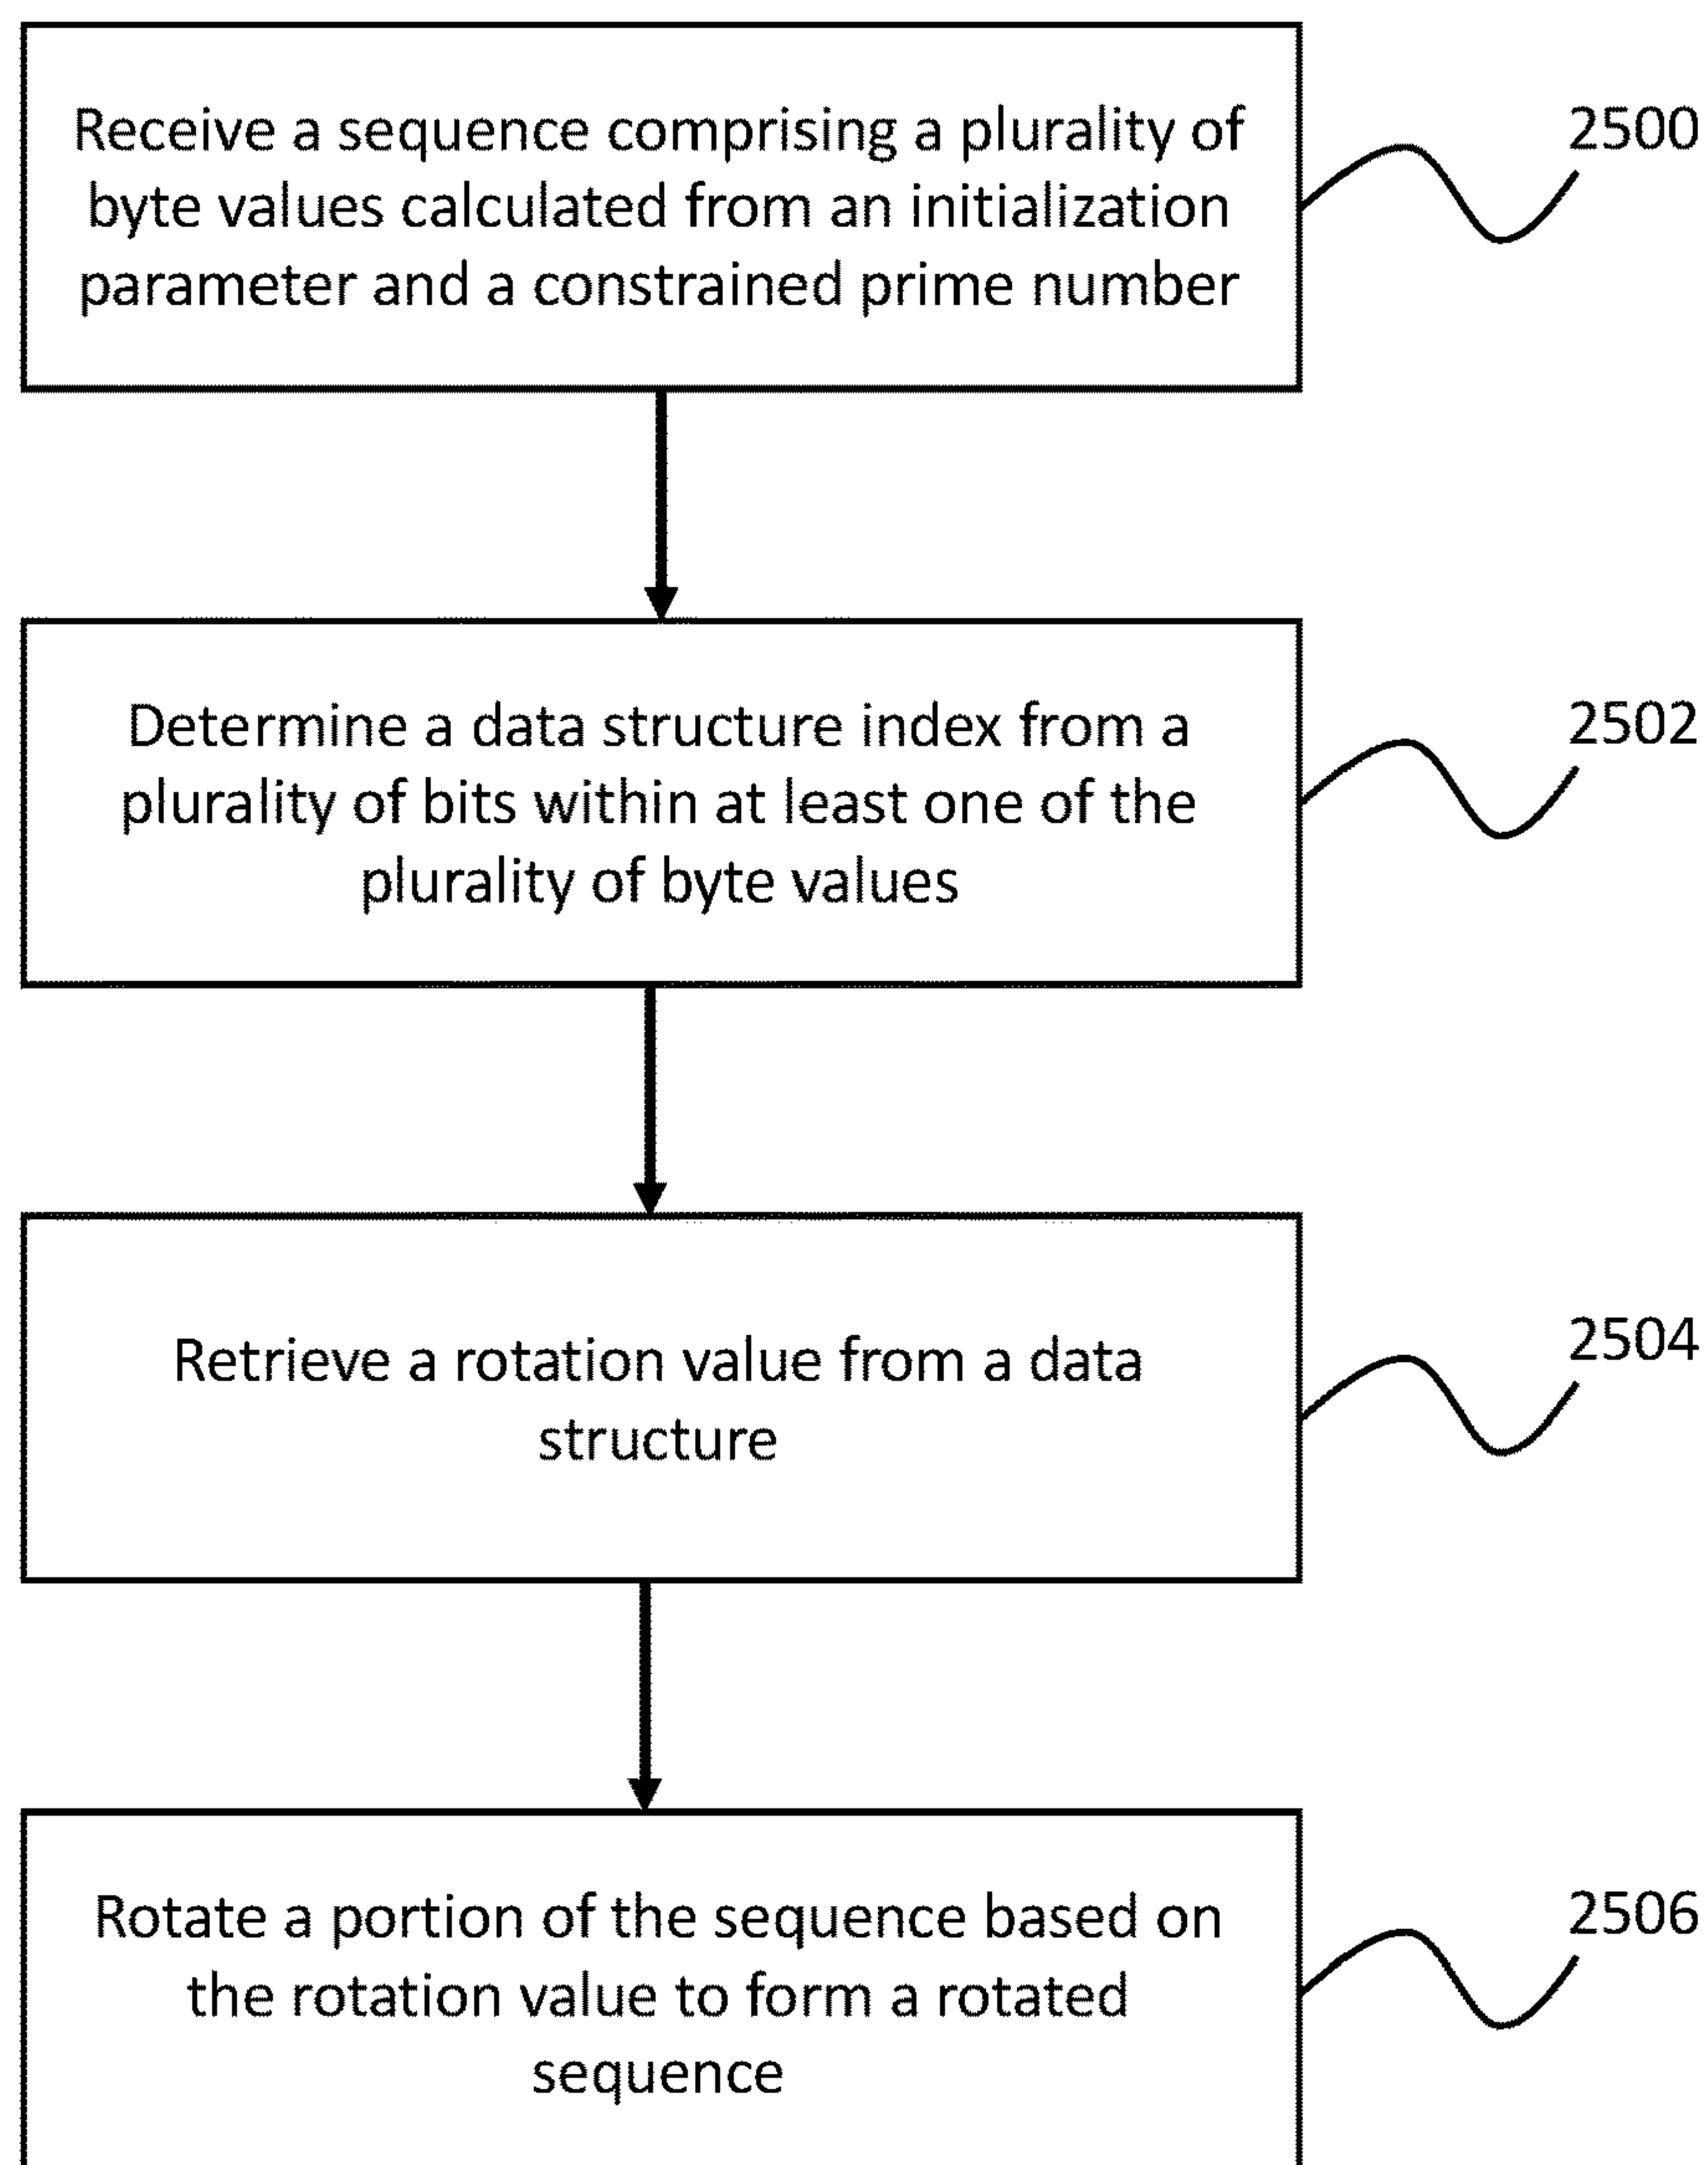 Receive a sequence comprising a plurality of
byte values calculated from an initialization
parameter and a constrained prime number
2500
Determine a data structure index from a
plurality of bits within at least one of the
plurality of byte values
2502
Retrieve a rotation value from a data
structure
2504
Rotate a portion of the sequence based on
the rotation value to form a rotated
sequence
2506